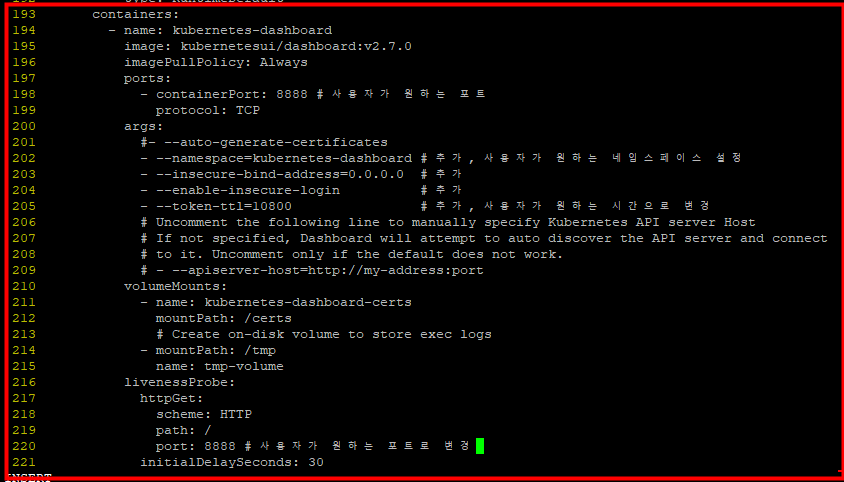 192 type: RuntimeDefault
193 containers:
194 - name: kubernetes-dashboard
195 image: kubernetesui/dashboard:v2.7.0
196 imagePullPolicy: Always
197 ports:
198 - containerPort: 8888 # 사용자가 원하는 포트
199 protocol: TCP
200 args:
201 #- --auto-generate-certificates
202 - --namespace=kubernetes-dashboard # 추가, 사용자가 원하는 네임스페이스 설정
203 - --insecure-bind-address=0.0.0.0 # 추가
204 - --enable-insecure-login # 추가
205 - --token-ttl=10800 # 추가, 사용자가 원하는 시간으로 변경
206 # Uncomment the following line to manually specify Kubernetes API server Host
207 # If not specified, Dashboard will attempt to auto discover the API server and connect
208 # to it. Uncomment only if the default does not work.
209 # - --apiserver-host=http://my-address:port
210 volumeMounts:
211 - name: kubernetes-dashboard-certs
212 mountPath: /certs
213 # Create on-disk volume to store exec logs
214 - mountPath: /tmp
215 name: tmp-volume
216 livenessProbe:
217 httpGet:
218 scheme: HTTP
219 path: /
220 port: 8888 # 사용자가 원하는 포트로 변경
221 initialDelaySeconds: 30
INSERT